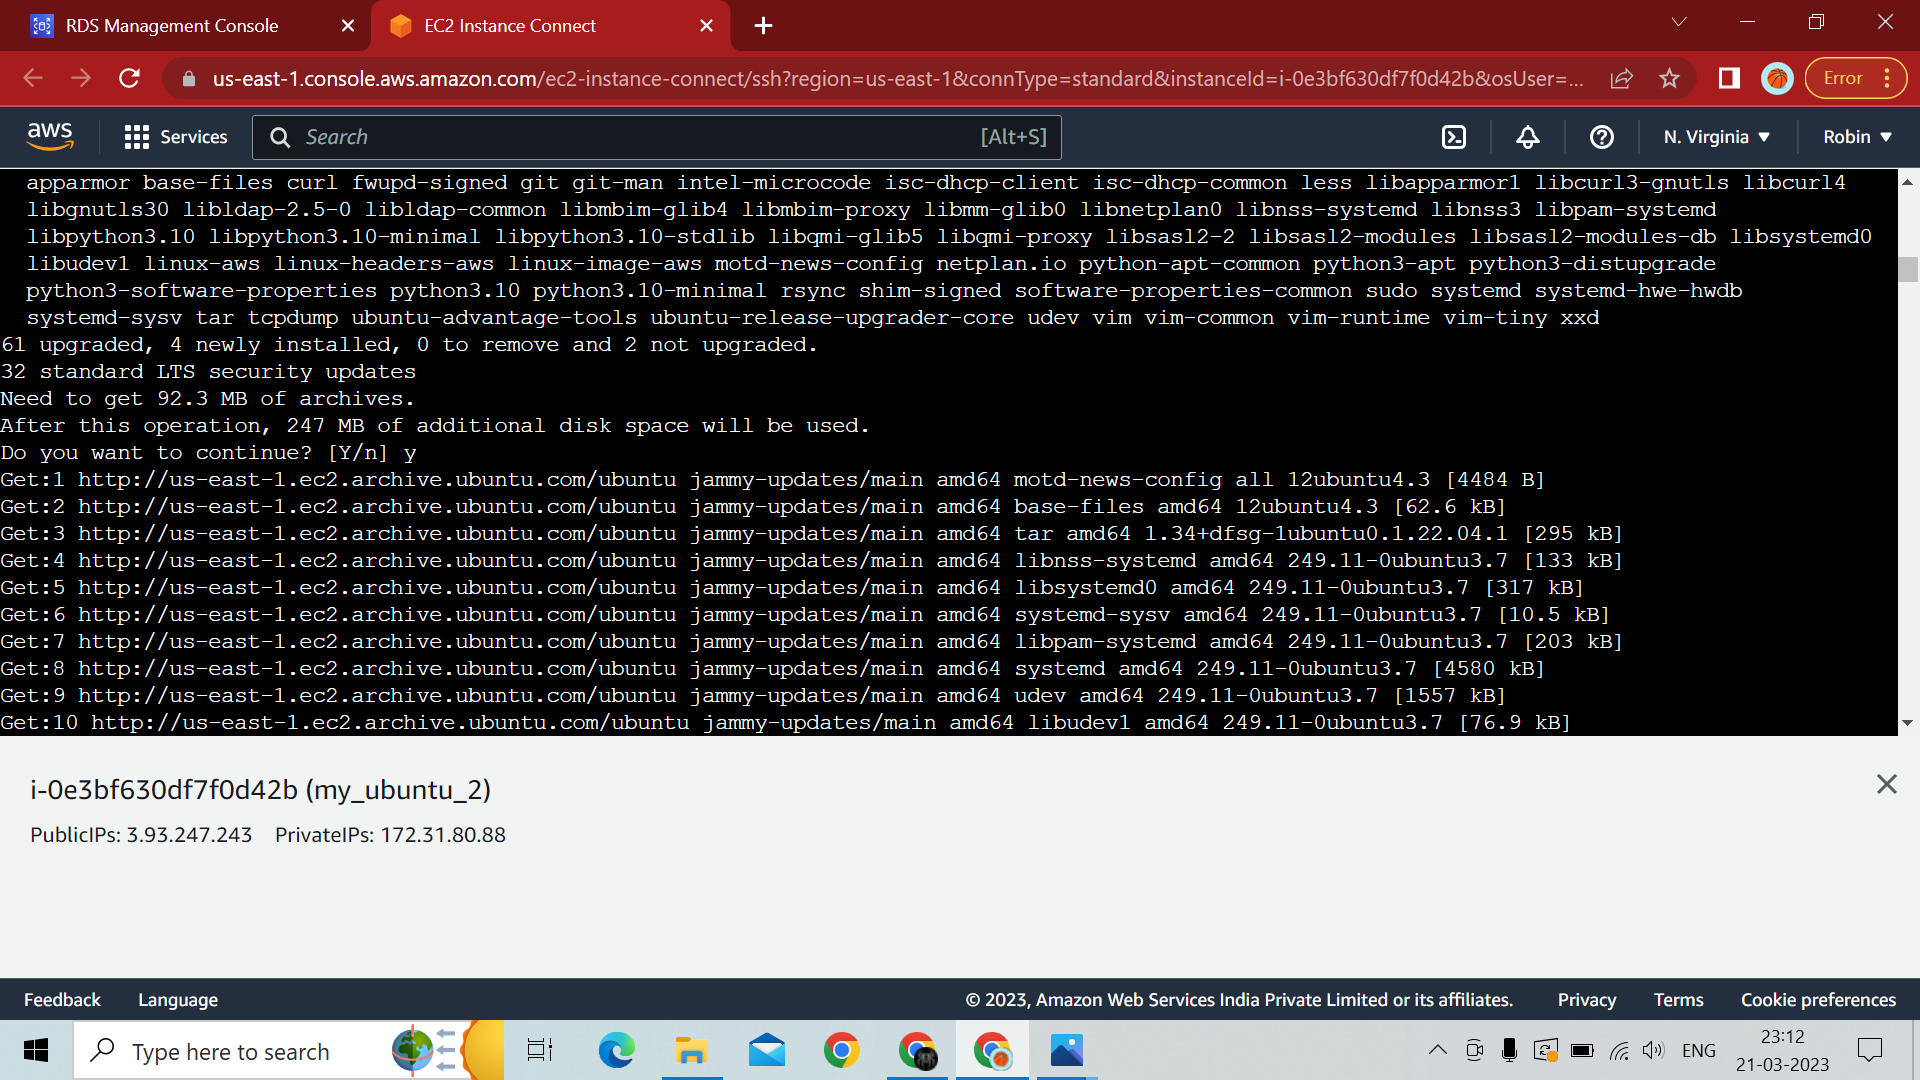 RDS Management Console
EC2 Instance Connect
us-east-1.console.aws.amazon.com/ec2-instance-connect/ssh?region=us-east-1&connType=standard&instanceId=i-0e3bf630df7f0d42b&osUser=...
Error
aws
Services
Search
[Alt+S]
N. Virginia
Robin
apparmor base-files curl fwupd-signed git git-man intel-microcode isc-dhcp-client isc-dhcp-common less libapparmor1 libcurl3-gnutls libcurl4
libgnutls30 libldap-2.5-0 libldap-common libmbim-glib4 libmbim-proxy libmm-glib0 libnetplan0 libnss-systemd libnss3 libpam-systemd
libpython3.10 libpython3.10-minimal libpython3.10-stdlib libqmi-glib5 libqmi-proxy libsasl2-2 libsasl2-modules libsasl2-modules-db libsystemd0
libudev1 linux-aws linux-headers-aws linux-image-aws motd-news-config netplan.io python-apt-common python3-apt python3-distupgrade
python3-software-properties python3.10 python3.10-minimal rsync shim-signed software-properties-common sudo systemd systemd-hwe-hwdb
systemd-sysv tar tcpdump ubuntu-advantage-tools ubuntu-release-upgrader-core udev vim vim-common vim-runtime vim-tiny xxd
61 upgraded, 4 newly installed, 0 to remove and 2 not upgraded.
32 standard LTS security updates
Need to get 92.3 MB of archives.
After this operation, 247 MB of additional disk space will be used.
Do you want to continue? [Y/n] y
Get:1 http://us-east-1.ec2.archive.ubuntu.com/ubuntu jammy-updates/main amd64 motd-news-config all 12ubuntu4.3 [4484 B]
Get:2 http://us-east-1.ec2.archive.ubuntu.com/ubuntu jammy-updates/main amd64 base-files amd64 12ubuntu4.3 [62.6 kB]
Get:3 http://us-east-1.ec2.archive.ubuntu.com/ubuntu jammy-updates/main amd64 tar amd64 1.34+dfsg-1ubuntu0.1.22.04.1 [295 kB]
Get:4 http://us-east-1.ec2.archive.ubuntu.com/ubuntu jammy-updates/main amd64 libnss-systemd amd64 249.11-0ubuntu3.7 [133 kB]
Get:5 http://us-east-1.ec2.archive.ubuntu.com/ubuntu jammy-updates/main amd64 libsystemd0 amd64 249.11-0ubuntu3.7 [317 kB]
Get:6 http://us-east-1.ec2.archive.ubuntu.com/ubuntu jammy-updates/main amd64 systemd-sysv amd64 249.11-0ubuntu3.7 [10.5 kB]
Get:7 http://us-east-1.ec2.archive.ubuntu.com/ubuntu jammy-updates/main amd64 libpam-systemd amd64 249.11-0ubuntu3.7 [203 kB]
Get:8 http://us-east-1.ec2.archive.ubuntu.com/ubuntu jammy-updates/main amd64 systemd amd64 249.11-0ubuntu3.7 [4580 kB]
Get:9 http://us-east-1.ec2.archive.ubuntu.com/ubuntu jammy-updates/main amd64 udev amd64 249.11-0ubuntu3.7 [1557 kB]
Get:10 http://us-east-1.ec2.archive.ubuntu.com/ubuntu jammy-updates/main amd64 libudev1 amd64 249.11-0ubuntu3.7 [76.9 kB]
i-0e3bf630df7f0d42b (my_ubuntu_2)
PublicIPs: 3.93.247.243 PrivateIPs: 172.31.80.88
Feedback
Language
© 2023, Amazon Web Services India Private Limited or its affiliates.
Privacy
Terms
Cookie preferences
Type here to search
ENG
23:12
21-03-2023